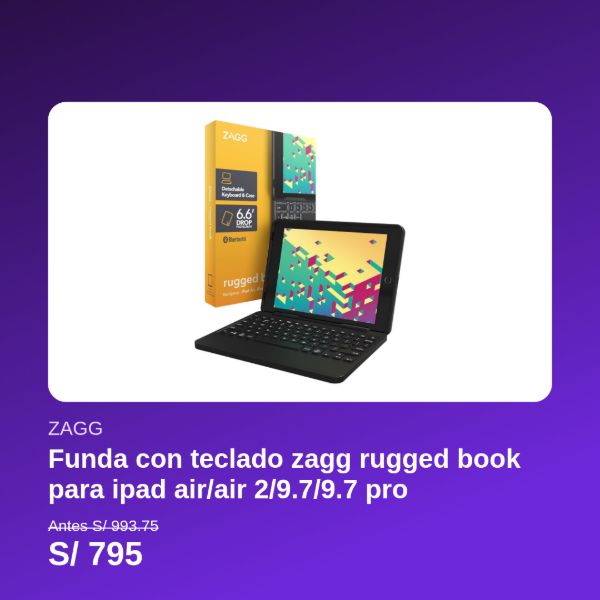 ZAGG
Detachable
Keyboard & Case
6.6'
DROP
Bluetooth
rugged b
ZAGG
Funda con teclado zagg rugged book
para ipad air/air 2/9.7/9.7 pro
Antes S/ 993.75
S/ 795